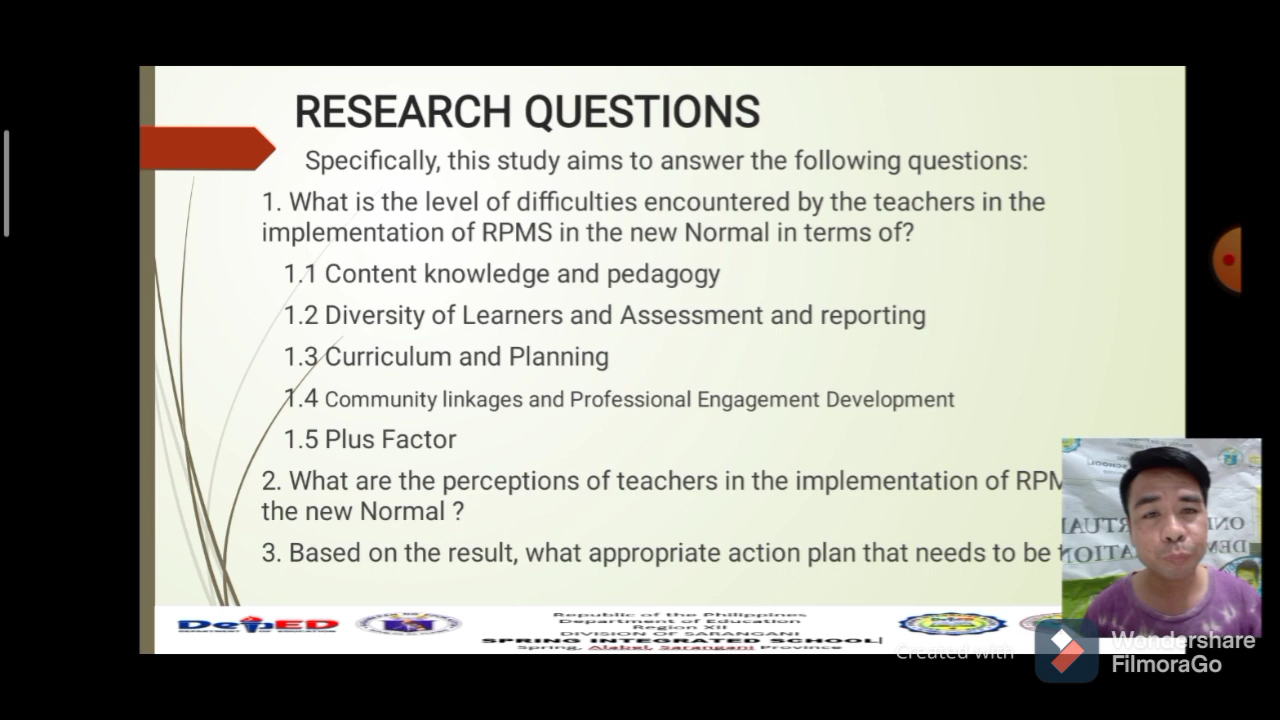 RESEARCH QUESTIONS
Specifically, this study aims to answer the following questions:
1. What is the level of difficulties encountered by the teachers in the
implementation of RPMS in the new Normal in terms of?
1.1 Content knowledge and pedagogy
1.2 Diversity of Learners and Assessment and reporting
1.3 Curriculum and Planning
1.4 Community linkages and Professional Engagement Development
1.5 Plus Factor
2. What are the perceptions of teachers in the implementation of RPM
the new Normal ?
3. Based on the result, what appropriate action plan that needs to be
DepED
DEPARTMENT OF EDUCATION
Republic of the Philippines
Department of Education
Region XII
DIVISION OF SARANGANI
SPRING INTEGRATED SCHOOL
Spring, Alabel, Sarangani Province
Created with
Wondershare
FilmoraGo